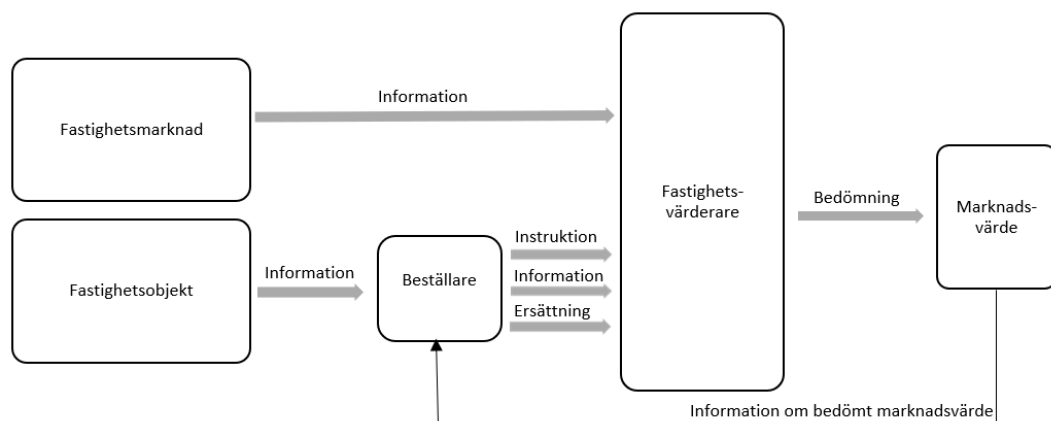 Information
Fastighetsmarknad
Fastighets-
värderare
Bedömning
Marknads-
värde
Instruktion
Information
Beställare
Information
Fastighetsobjekt
Ersättning
Information om bedömt marknadsvärde